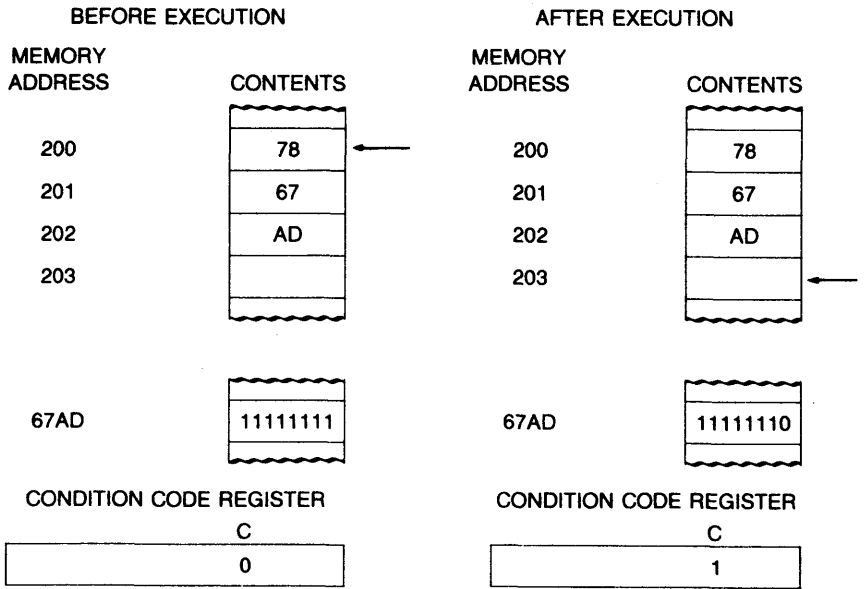 BEFORE EXECUTION
MEMORY
ADDRESS CONTENTS
200 78
201 67
202 AD
203
67AD 11111111
CONDITION CODE REGISTER
C
0
AFTER EXECUTION
MEMORY
ADDRESS CONTENTS
200 78
201 67
202 AD
203
67AD 11111110
CONDITION CODE REGISTER
C
1